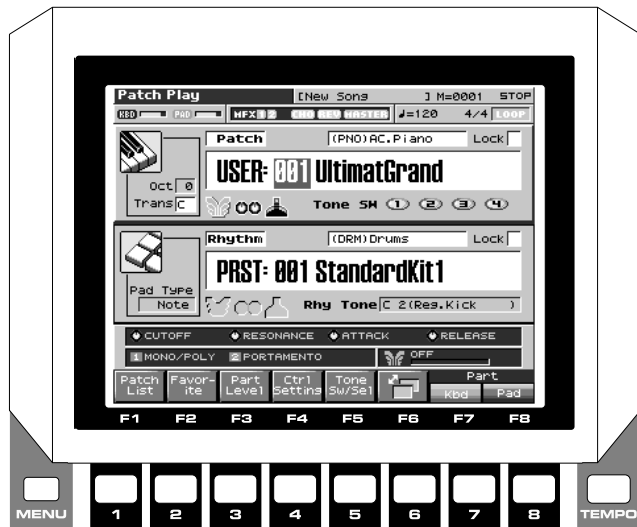 Patch Play [New Song ] M=0001 STOP
KBD PAD MFX 1 2 CHO REV MASTER ♩=120 4/4 LOOP
Patch (PNO)AC.Piano Lock
USER: 001 UltimatGrand
Oct 0
Trans C Tone SW 1 2 3 4
Rhythm (DRM)Drums Lock
PRST: 001 StandardKit1
Pad Type
Note Rhy Tone C 2(Reg.Kick )
CUTOFF RESONANCE ATTACK RELEASE
1 MONO/POLY 2 PORTAMENTO OFF
Patch List Favor-ite Part Level Ctrl Setting Tone Sw/Sel Part
Kbd Pad
F1 F2 F3 F4 F5 F6 F7 F8
MENU 1 2 3 4 5 6 7 8 TEMPO